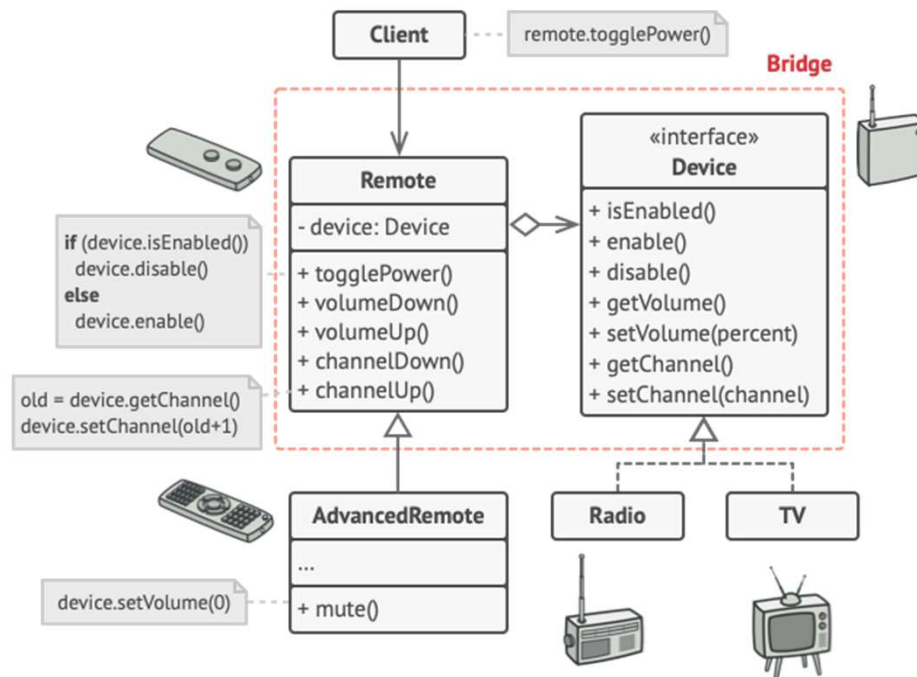 Client
remote.togglePower()
Bridge
«interface»
Device
+ isEnabled()
+ enable()
+ disable()
+ getVolume()
+ setVolume(percent)
+ getChannel()
+ setChannel(channel)
Remote
- device: Device
+ togglePower()
+ volumeDown()
+ volumeUp()
+ channelDown()
+ channelUp()
if (device.isEnabled())
device.disable()
else
device.enable()
old = device.getChannel()
device.setChannel(old+1)
AdvancedRemote
...
+ mute()
device.setVolume(0)
Radio
TV